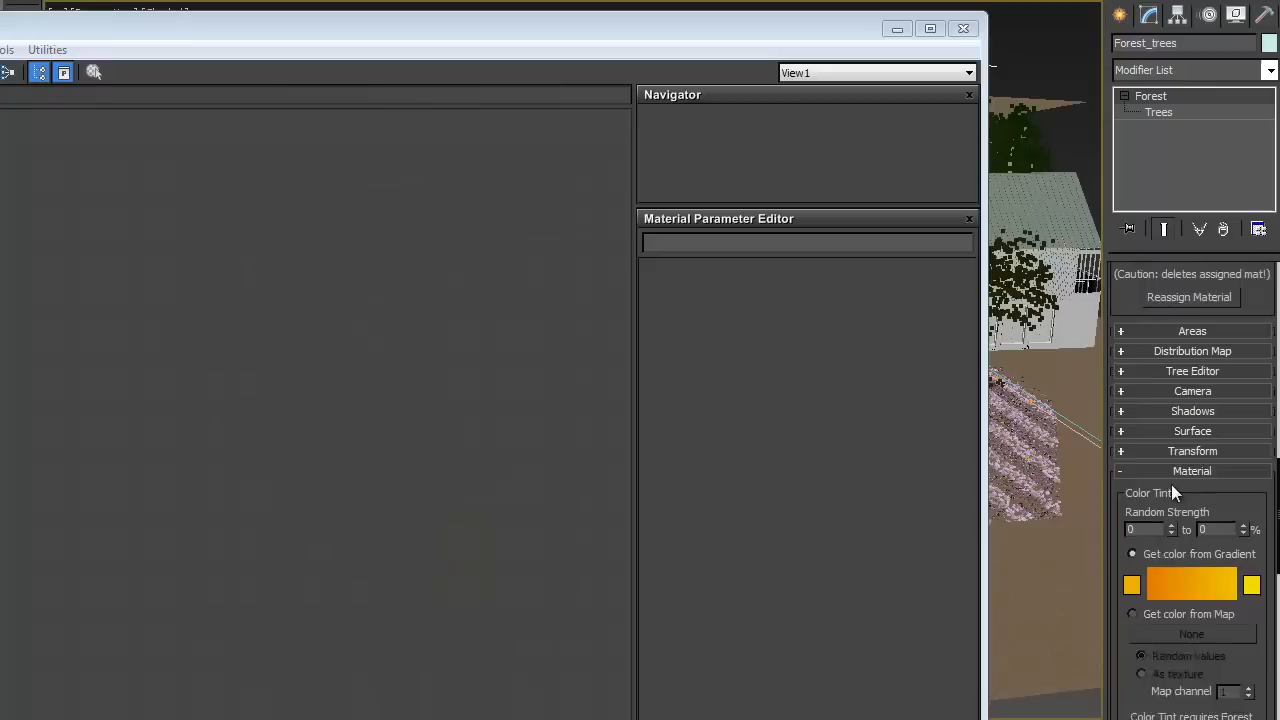 ols Utilities
View1
Navigator
Material Parameter Editor
Forest_trees
Modifier List
Forest
Trees
(Caution: deletes assigned mat!)
Reassign Material
+ Areas
+ Distribution Map
+ Tree Editor
+ Camera
+ Shadows
+ Surface
+ Transform
- Material
Color Tint
Random Strength
0 to 0 %
Get color from Gradient
Get color from Map
None
Random values
As texture
Map channel 1
Color Tint requires Forest